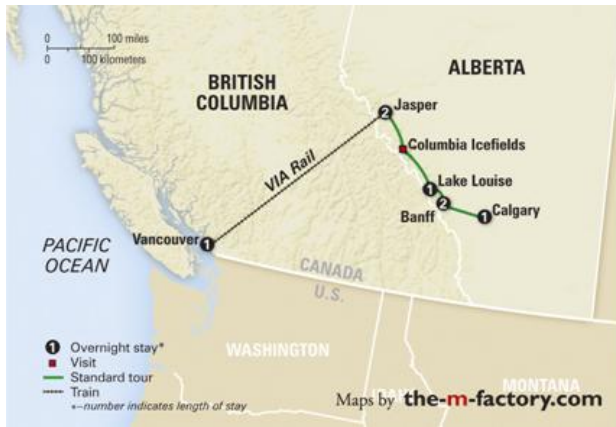 0 100 miles
0 100 kilometers
BRITISH
COLUMBIA
ALBERTA
2
Jasper
Columbia Icefields
VIA Rail
1
Lake Louise
2
Banff
1
Calgary
Vancouver
1
PACIFIC
OCEAN
CANADA
U.S.
WASHINGTON
IDAHO
MONTANA
1 Overnight stay*
Visit
Standard tour
Train
*–number indicates length of stay
Maps by the-m-factory.com